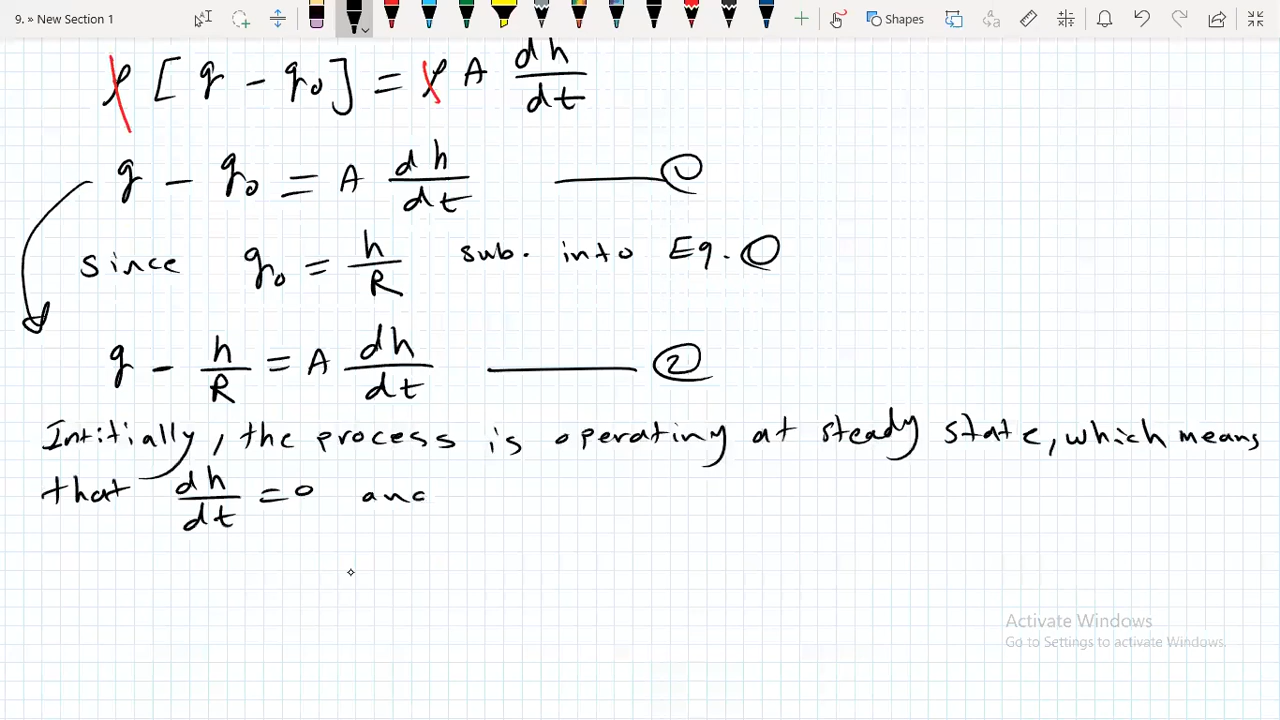 9. » New Section 1
Shapes
ρ [q - q₀] = ρ A dh/dt
q - q₀ = A dh/dt ——— ①
since q₀ = h/R sub. into Eq. ①
q - h/R = A dh/dt ——— ②
Intitially, the process is operating at steady state, which means
that dh/dt = 0 anc
Activate Windows
Go to Settings to activate Windows.